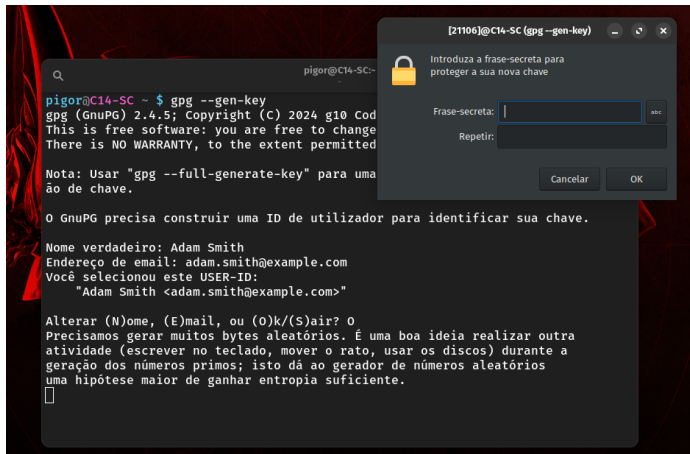 [21106]@C14-SC (gpg --gen-key)
Introduza a frase-secreta para
proteger a sua nova chave
Frase-secreta:
abc
Repetir:
Cancelar OK
pigor@C14-SC:~
pigor@C14-SC ~ $ gpg --gen-key
gpg (GnuPG) 2.4.5; Copyright (C) 2024 g10 Cod
This is free software: you are free to change
There is NO WARRANTY, to the extent permitted
Nota: Usar "gpg --full-generate-key" para uma
ão de chave.
O GnuPG precisa construir uma ID de utilizador para identificar sua chave.
Nome verdadeiro: Adam Smith
Endereço de email: adam.smith@example.com
Você selecionou este USER-ID:
"Adam Smith <adam.smith@example.com>"
Alterar (N)ome, (E)mail, ou (O)k/(S)air? O
Precisamos gerar muitos bytes aleatórios. É uma boa ideia realizar outra
atividade (escrever no teclado, mover o rato, usar os discos) durante a
geração dos números primos; isto dá ao gerador de números aleatórios
uma hipótese maior de ganhar entropia suficiente.